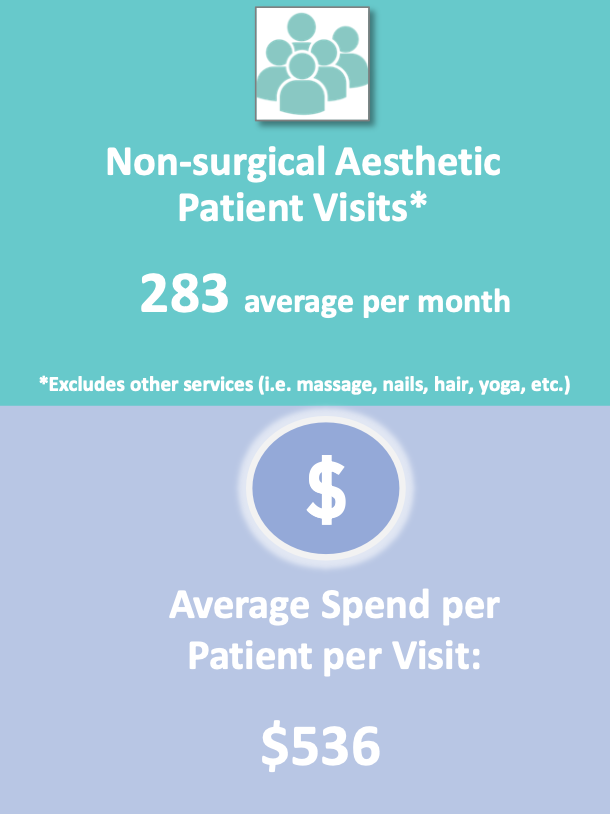 Non-surgical Aesthetic
Patient Visits*
283 average per month
*Excludes other services (i.e. massage, nails, hair, yoga, etc.)
$
Average Spend per
Patient per Visit:
$536